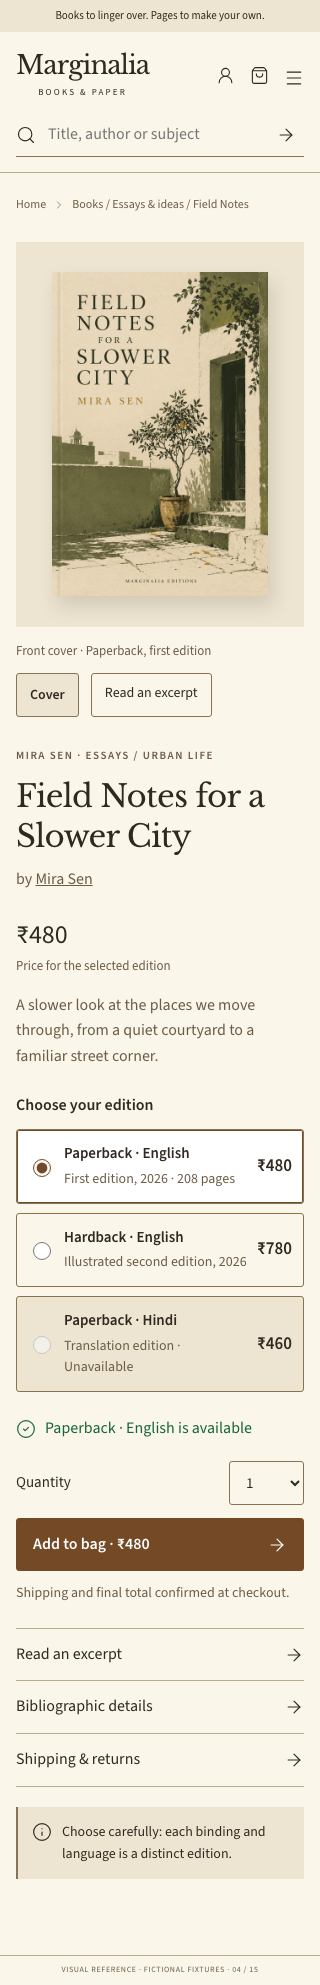 Books to linger over. Pages to make your own.
Marginalia
BOOKS & PAPER
Title, author or subject
Home > Books / Essays & ideas / Field Notes
FIELD
NOTES
FOR A
SLOWER
CITY
MIRA SEN
MARGINALIA EDITIONS
Front cover · Paperback, first edition
Cover
Read an excerpt
MIRA SEN · ESSAYS / URBAN LIFE
Field Notes for a
Slower City
by Mira Sen
₹480
Price for the selected edition
A slower look at the places we move
through, from a quiet courtyard to a
familiar street corner.
Choose your edition
Paperback · English
First edition, 2026 · 208 pages
₹480
Hardback · English
Illustrated second edition, 2026
₹780
Paperback · Hindi
Translation edition ·
Unavailable
₹460
Paperback · English is available
Quantity
1
Add to bag · ₹480
Shipping and final total confirmed at checkout.
Read an excerpt
Bibliographic details
Shipping & returns
Choose carefully: each binding and
language is a distinct edition.
VISUAL REFERENCE · FICTIONAL FIXTURES · 04 / 15